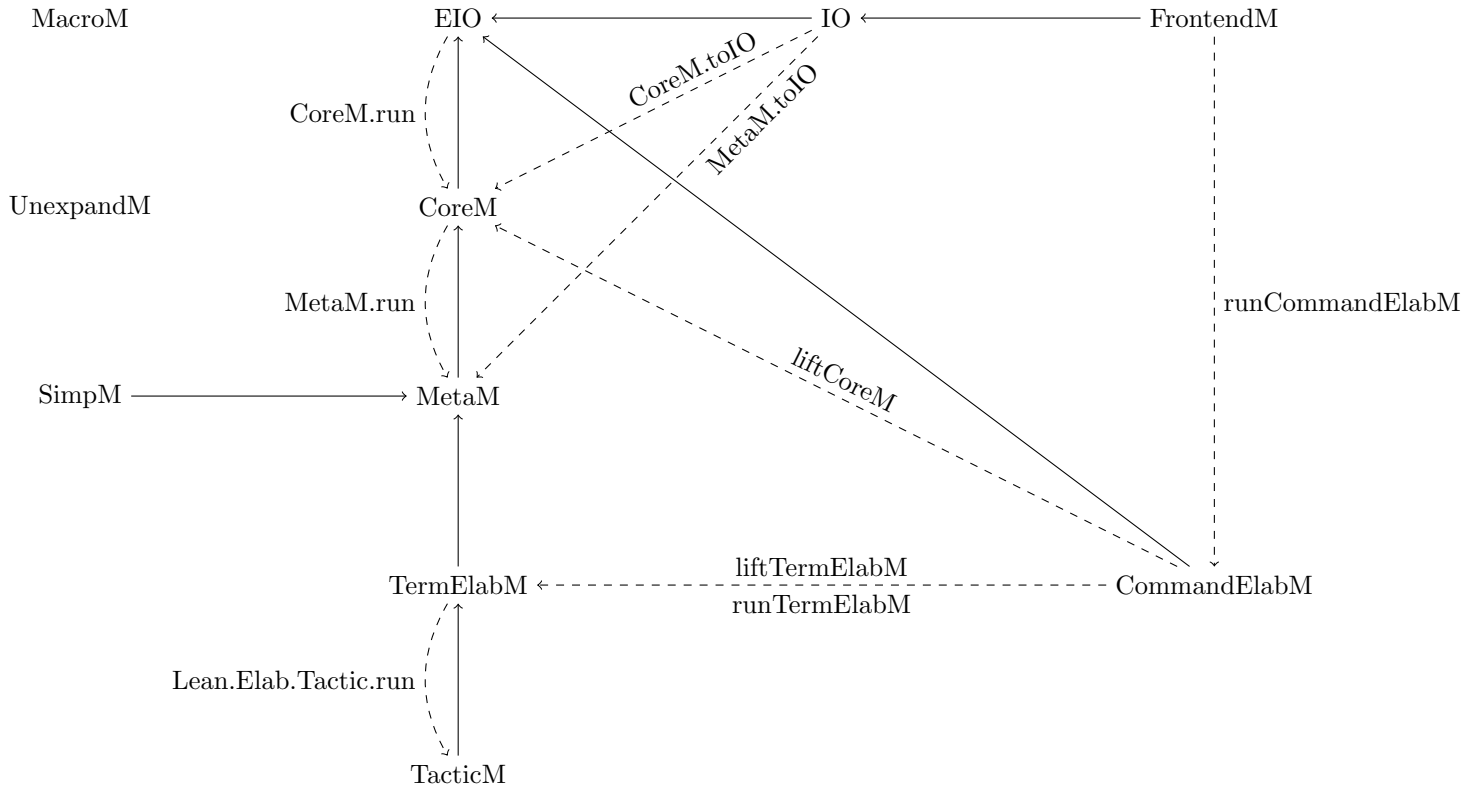 MacroM
EIO
IO
FrontendM
CoreM.toIO
MetaM.toIO
CoreM.run
UnexpandM
CoreM
MetaM.run
runCommandElabM
liftCoreM
SimpM
MetaM
liftTermElabM
TermElabM
CommandElabM
runTermElabM
Lean.Elab.Tactic.run
TacticM